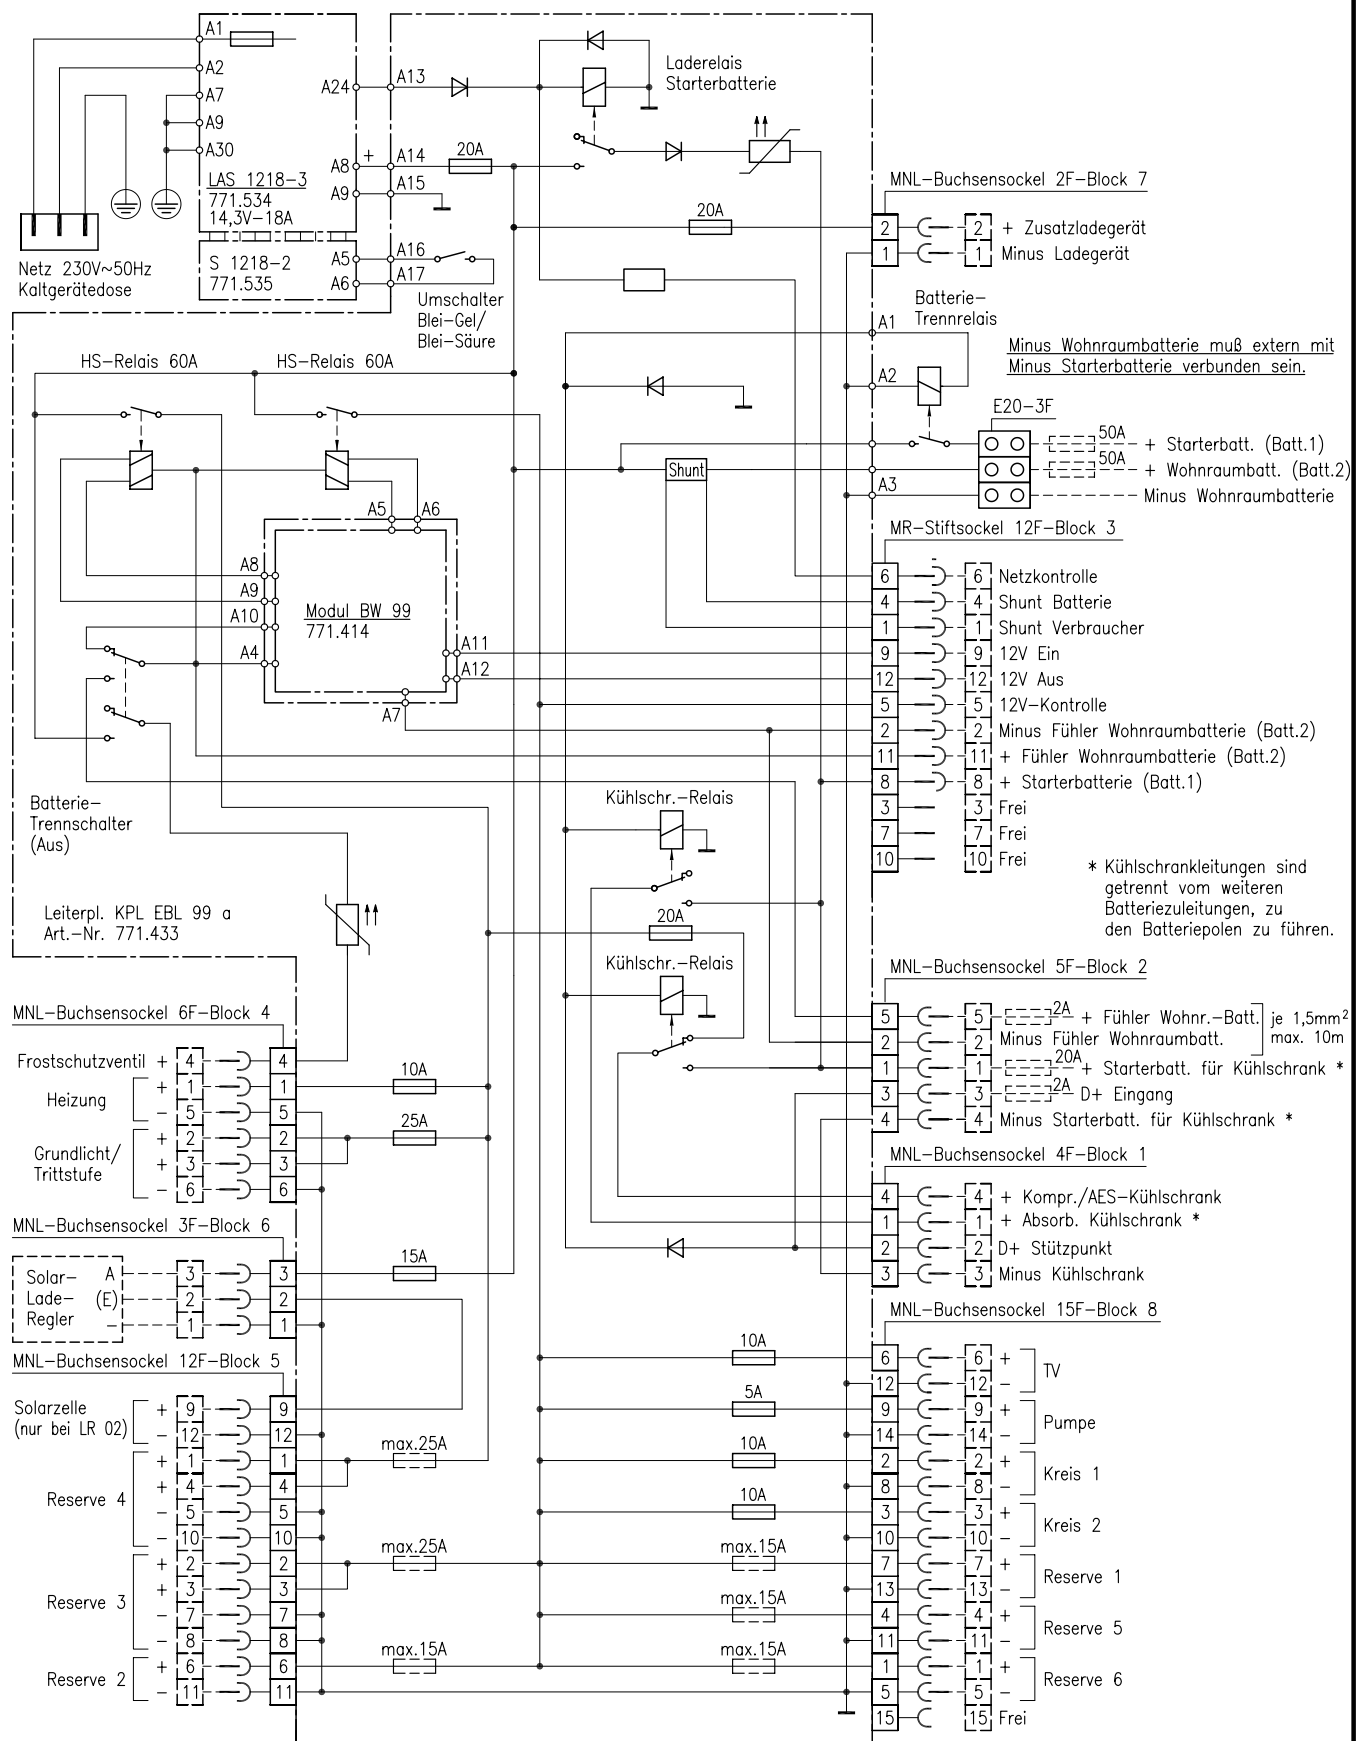 A1
A2
A7
A9
A30
A24
A8 +
A9
LAS 1218-3
771.534
14,3V-18A
S 1218-2
771.535
A5
A6
Netz 230V~50Hz
Kaltgerätedose
A13
A14
20A
A15
A16
A17
Umschalter
Blei-Gel/
Blei-Säure
Laderelais
Starterbatterie
20A
MNL-Buchsensockel 2F-Block 7
2 2 + Zusatzladegerät
1 1 Minus Ladegerät
Batterie-
Trennrelais
A1
A2
A3
Minus Wohnraumbatterie muß extern mit
Minus Starterbatterie verbunden sein.
E20-3F
50A + Starterbatt. (Batt.1)
50A + Wohnraumbatt. (Batt.2)
Minus Wohnraumbatterie
HS-Relais 60A
HS-Relais 60A
Shunt
A5
A6
A8
A9
A10
A4
Modul BW 99
771.414
A11
A12
A7
MR-Stiftsockel 12F-Block 3
6 6 Netzkontrolle
4 4 Shunt Batterie
1 1 Shunt Verbraucher
9 9 12V Ein
12 12 12V Aus
5 5 12V-Kontrolle
2 2 Minus Fühler Wohnraumbatterie (Batt.2)
11 11 + Fühler Wohnraumbatterie (Batt.2)
8 8 + Starterbatterie (Batt.1)
3 3 Frei
7 7 Frei
10 10 Frei
Batterie-
Trennschalter
(Aus)
Leiterpl. KPL EBL 99 a
Art.-Nr. 771.433
Kühlschr.-Relais
20A
Kühlschr.-Relais
* Kühlschrankleitungen sind
getrennt vom weiteren
Batteriezuleitungen, zu
den Batteriepolen zu führen.
MNL-Buchsensockel 5F-Block 2
5 5 2A + Fühler Wohnr.-Batt.
2 2 Minus Fühler Wohnraumbatt.
je 1,5mm²
max. 10m
1 1 20A + Starterbatt. für Kühlschrank *
3 3 2A D+ Eingang
4 4 Minus Starterbatt. für Kühlschrank *
MNL-Buchsensockel 4F-Block 1
4 4 + Kompr./AES-Kühlschrank
1 1 + Absorb. Kühlschrank *
2 2 D+ Stützpunkt
3 3 Minus Kühlschrank
MNL-Buchsensockel 6F-Block 4
Frostschutzventil + 4 4
Heizung
+ 1 1 10A
- 5 5
Grundlicht/
Trittstufe
+ 2 2 25A
+ 3 3
- 6 6
MNL-Buchsensockel 3F-Block 6
Solar-
Lade-
Regler
A 3 3 15A
(E) 2 2
- 1 1
MNL-Buchsensockel 12F-Block 5
Solarzelle
(nur bei LR 02)
+ 9 9
- 12 12
Reserve 4
+ 1 1 max.25A
+ 4 4
- 5 5
- 10 10
Reserve 3
+ 2 2 max.25A
+ 3 3
- 7 7
- 8 8
Reserve 2
+ 6 6 max.15A
- 11 11
MNL-Buchsensockel 15F-Block 8
10A 6 6 +
12 12 -
TV
5A 9 9 +
14 14 -
Pumpe
10A 2 2 +
8 8 -
Kreis 1
10A 3 3 +
10 10 -
Kreis 2
max.15A 7 7 +
13 13 -
Reserve 1
max.15A 4 4 +
11 11 -
Reserve 5
max.15A 1 1 +
5 5 -
Reserve 6
15 15 Frei